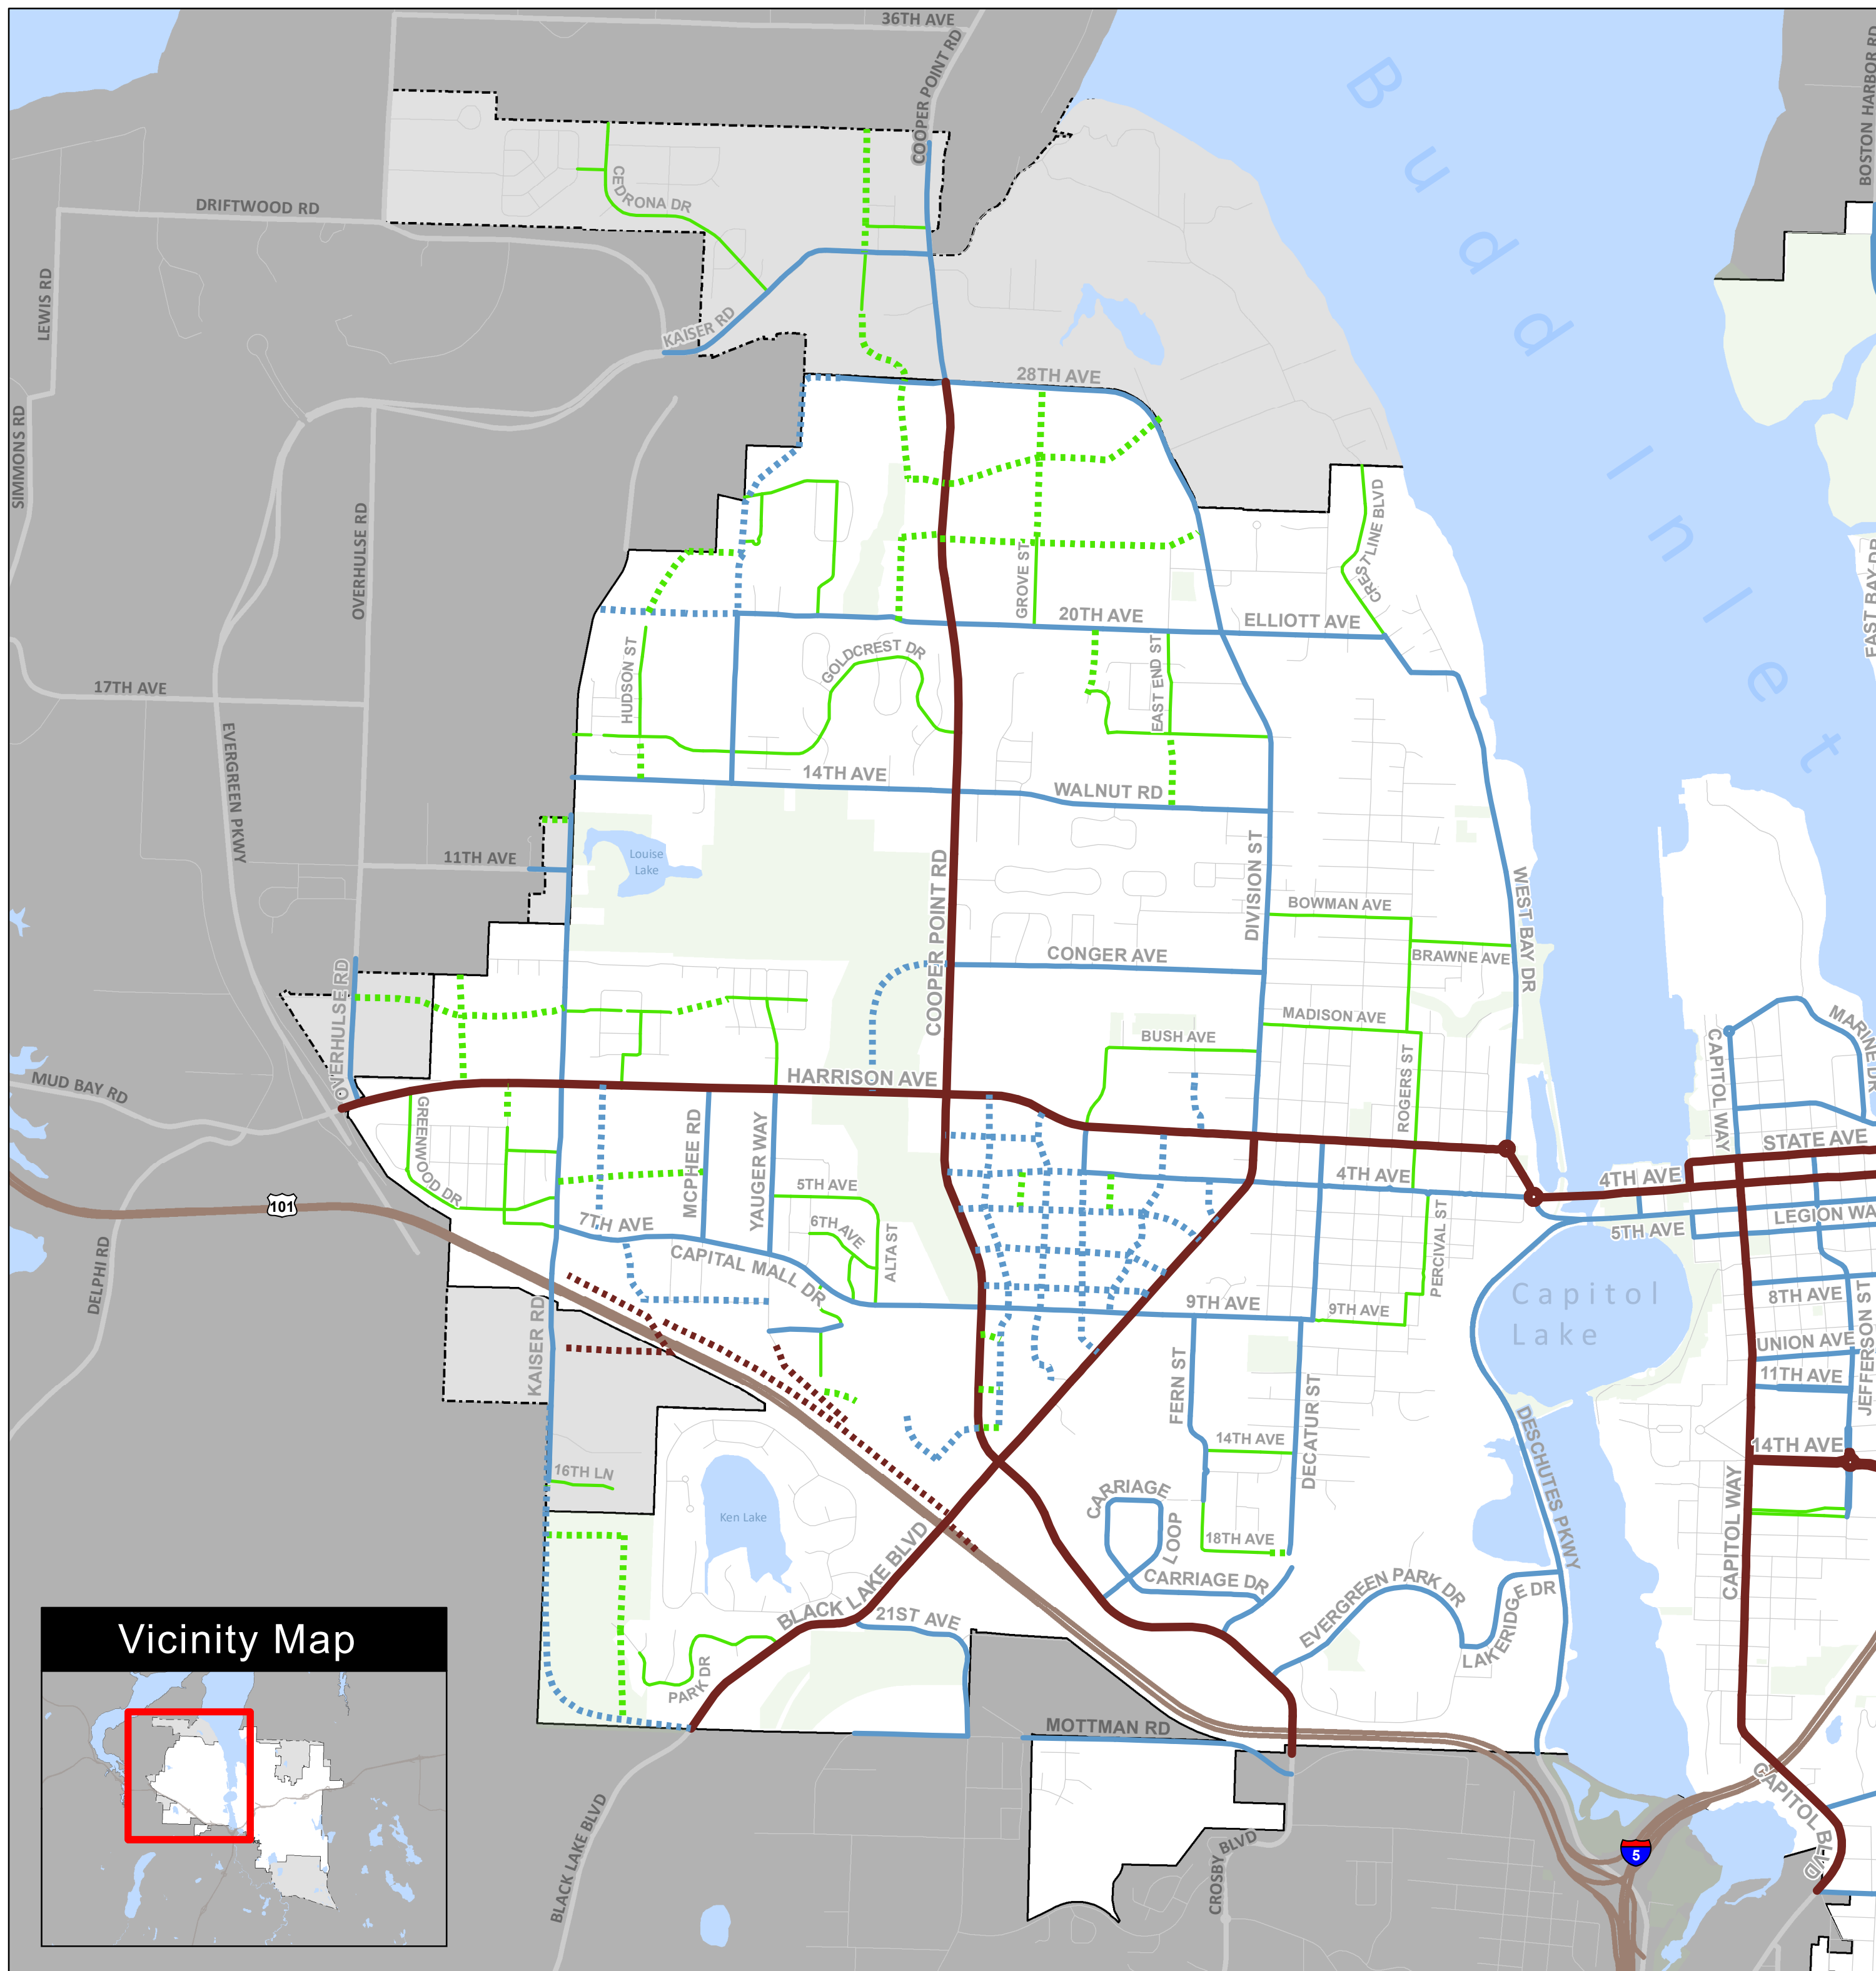 36TH AVE
COOPER POINT RD
BOSTON HARBOR RD
Budd Inlet
CEDRONA DR
DRIFTWOOD RD
LEWIS RD
KAISER RD
28TH AVE
SIMMONS RD
OVERHULSE RD
CRESTLINE BLVD
GROVE ST
EAST BAY DR
20TH AVE
ELLIOTT AVE
HUDSON ST
GOLDCREST DR
EAST END ST
17TH AVE
EVERGREEN PKWY
14TH AVE
WALNUT RD
11TH AVE
Louise
Lake
COOPER POINT RD
DIVISION ST
WEST BAY DR
BOWMAN AVE
BRAWNE AVE
CONGER AVE
OVERHULSE RD
MADISON AVE
BUSH AVE
ROGERS ST
CAPITOL WAY
MARINE DR
MUD BAY RD
HARRISON AVE
GREENWOOD DR
MCPHEE RD
YAUGER WAY
STATE AVE
4TH AVE
4TH AVE
5TH AVE
101
7TH AVE
6TH AVE
ALTA ST
PERCIVAL ST
LEGION WA
5TH AVE
DELPHI RD
CAPITAL MALL DR
KAISER RD
9TH AVE
9TH AVE
Capitol
Lake
8TH AVE
JEFFERSON ST
UNION AVE
11TH AVE
FERN ST
DECATUR ST
DESCHUTES PKWY
14TH AVE
14TH AVE
16TH LN
CARRIAGE
LOOP
Ken Lake
CAPITOL WAY
18TH AVE
CARRIAGE DR
EVERGREEN PARK DR
LAKERIDGE DR
BLACK LAKE BLVD
21ST AVE
PARK DR
Vicinity Map
MOTTMAN RD
CAPITOL BLVD
BLACK LAKE BLVD
CROSBY BLVD
5